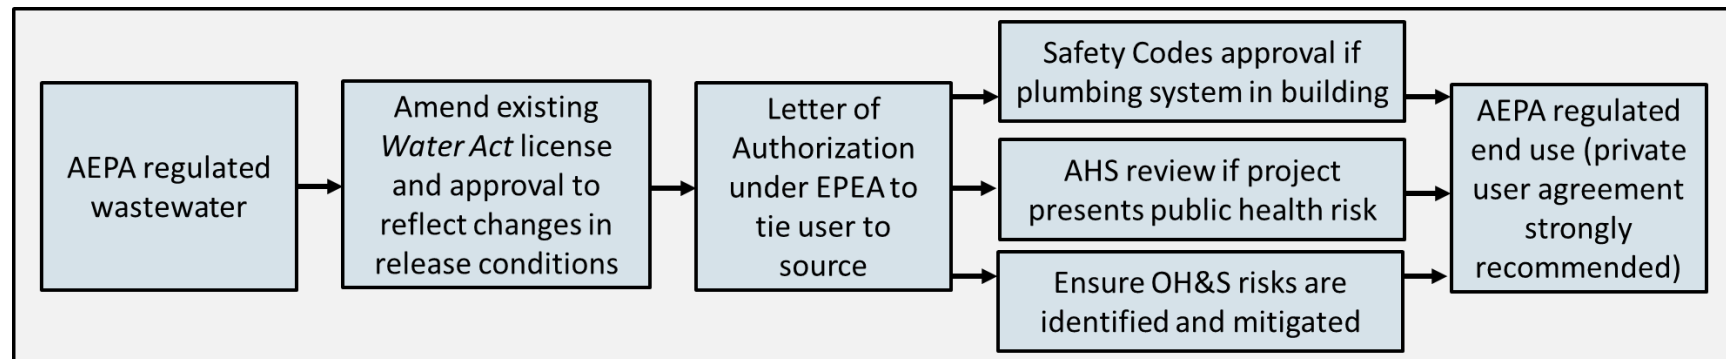 AEPA regulated
wastewater
Amend existing
Water Act license
and approval to
reflect changes in
release conditions
Letter of
Authorization
under EPEA to
tie user to
source
Safety Codes approval if
plumbing system in building
AHS review if project
presents public health risk
Ensure OH&S risks are
identified and mitigated
AEPA regulated
end use (private
user agreement
strongly
recommended)